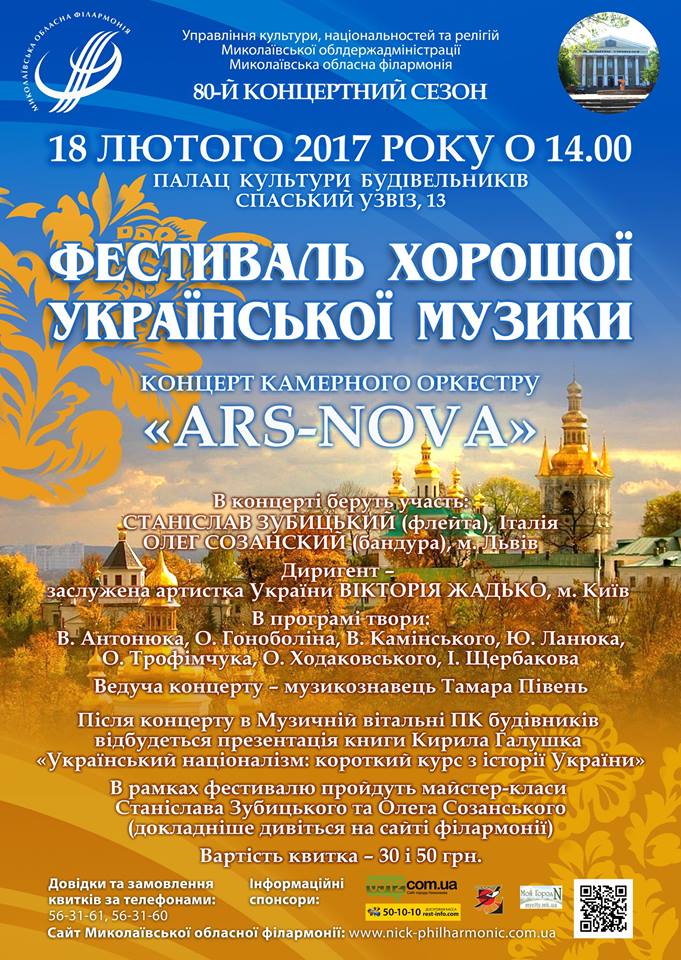 МИКОЛАЇВСЬКА ОБЛАСНА ФІЛАРМОНІЯ
Управління культури, національностей та релігій
Миколаївської облдержадміністрації
Миколаївська обласна філармонія
80-Й КОНЦЕРТНИЙ СЕЗОН
18 ЛЮТОГО 2017 РОКУ О 14.00
ПАЛАЦ КУЛЬТУРИ БУДІВЕЛЬНИКІВ
СПАСЬКИЙ УЗВІЗ, 13
ФЕСТИВАЛЬ ХОРОШОЇ
УКРАЇНСЬКОЇ МУЗИКИ
КОНЦЕРТ КАМЕРНОГО ОРКЕСТРУ
«ARS-NOVA»
В концерті беруть участь:
СТАНІСЛАВ ЗУБИЦЬКИЙ (флейта), Італія
ОЛЕГ СОЗАНСКИЙ (бандура), м. Львів
Диригент –
заслужена артистка України ВІКТОРІЯ ЖАДЬКО, м. Київ
В програмі твори:
В. Антонюка, О. Гоноболіна, В. Камінського, Ю. Ланюка,
О. Трофімчука, О. Ходаковського, І. Щербакова
Ведуча концерту – музикознавець Тамара Півень
Після концерту в Музичній вітальні ПК будівників
відбудеться презентація книги Кирила Галушка
«Український націоналізм: короткий курс з історії України»
В рамках фестивалю пройдуть майстер-класи
Станіслава Зубицького та Олега Созанського
(докладніше дивіться на сайті філармонії)
Вартість квитка – 30 і 50 грн.
Довідки та замовлення
квитків за телефонами:
56-31-61, 56-31-60
Інформаційні
спонсори:
0512.com.ua
50-10-10
rest-info.com
Мой Город
mycity.mk.ua
Сайт Миколаївської обласної філармонії: www.nick-philharmonic.com.ua